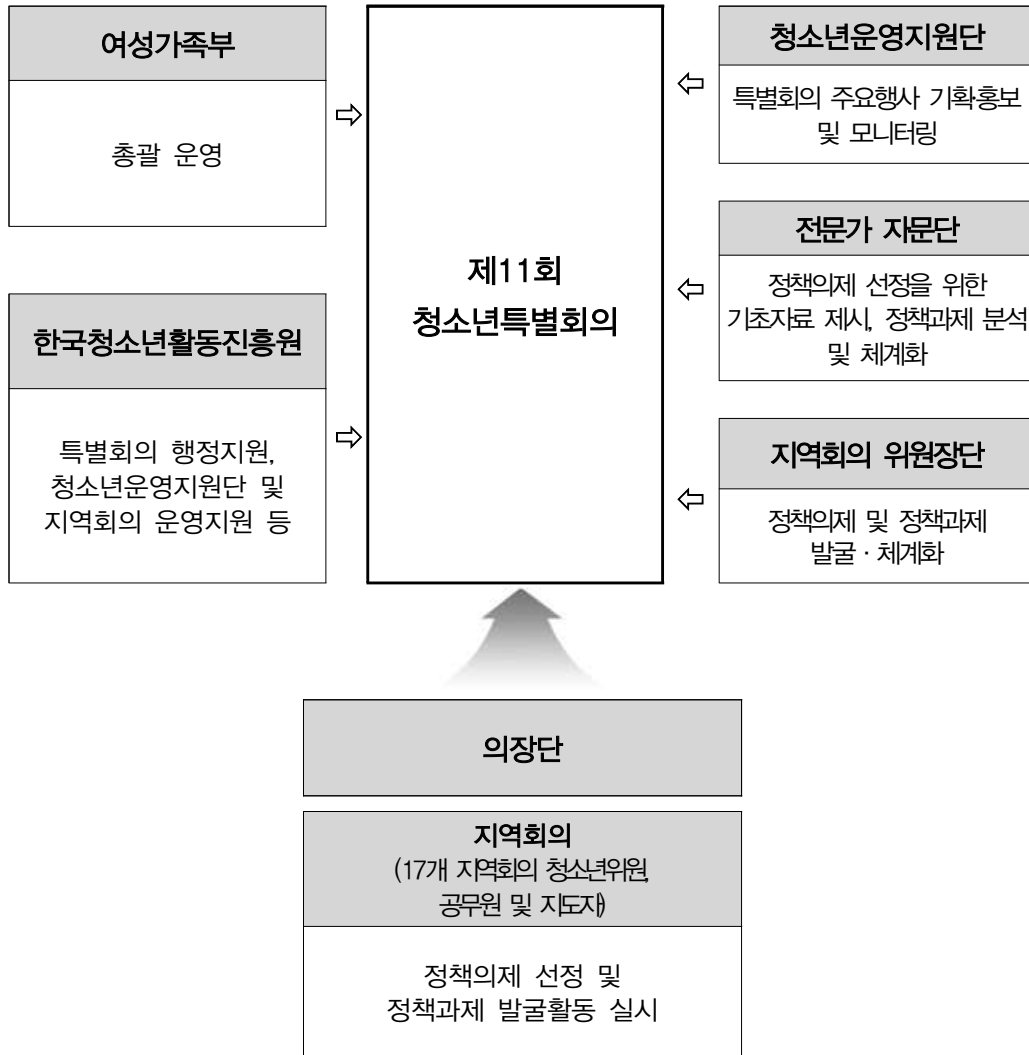 여성가족부
총괄 운영
한국청소년활동진흥원
특별회의 행정지원,
청소년운영지원단 및
지역회의 운영지원 등
제11회
청소년특별회의
청소년운영지원단
특별회의 주요행사 기획·홍보
및 모니터링
전문가 자문단
정책의제 선정을 위한
기초자료 제시, 정책과제 분석
및 체계화
지역회의 위원장단
정책의제 및 정책과제
발굴·체계화
의장단
지역회의
(17개 지역회의 청소년위원,
공무원 및 지도자)
정책의제 선정 및
정책과제 발굴활동 실시